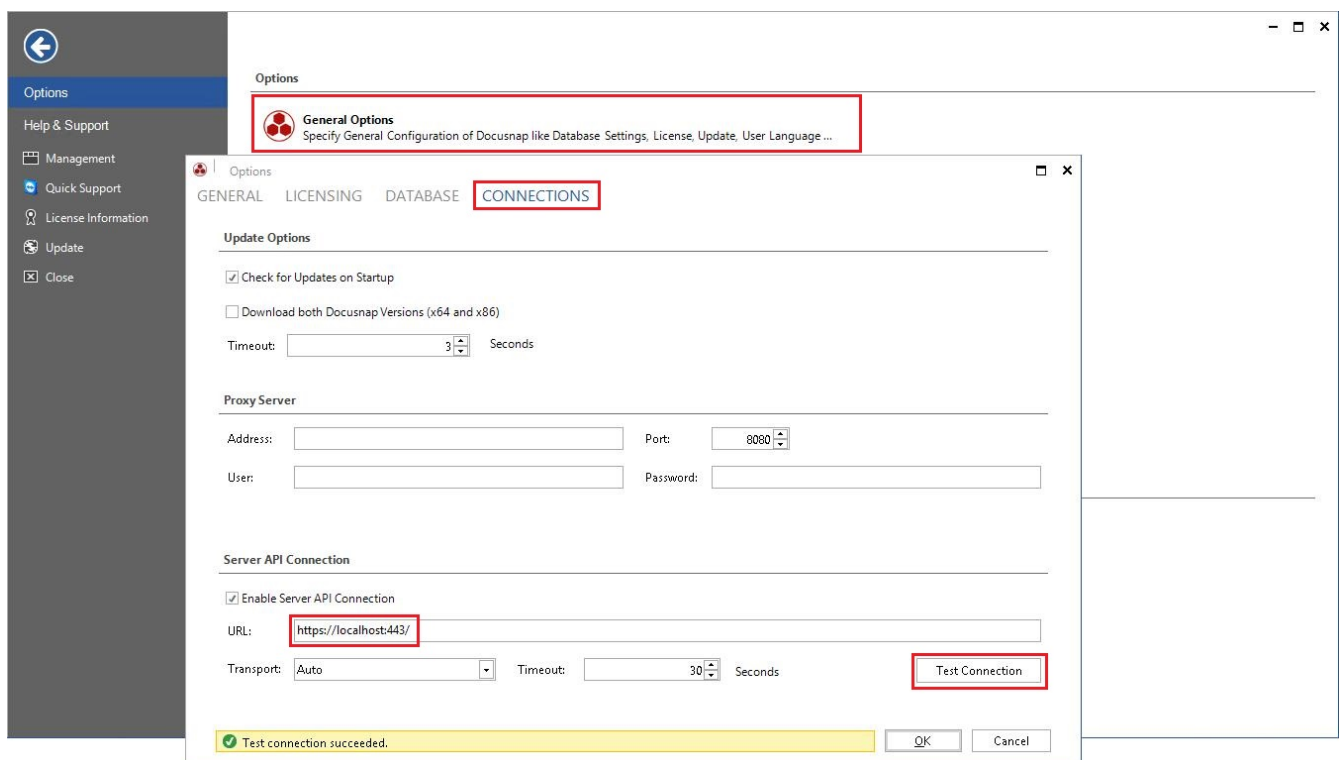 Options
Help & Support
Management
Quick Support
License Information
Update
Close
Options
General Options
Specify General Configuration of Docusnap like Database Settings, License, Update, User Language ...
Options
GENERAL LICENSING DATABASE CONNECTIONS
Update Options
Check for Updates on Startup
Download both Docusnap Versions (x64 and x86)
Timeout: 3 Seconds
Proxy Server
Address: Port: 8080
User: Password:
Server API Connection
Enable Server API Connection
URL: https://localhost:443/
Transport: Auto Timeout: 30 Seconds Test Connection
Test connection succeeded. OK Cancel